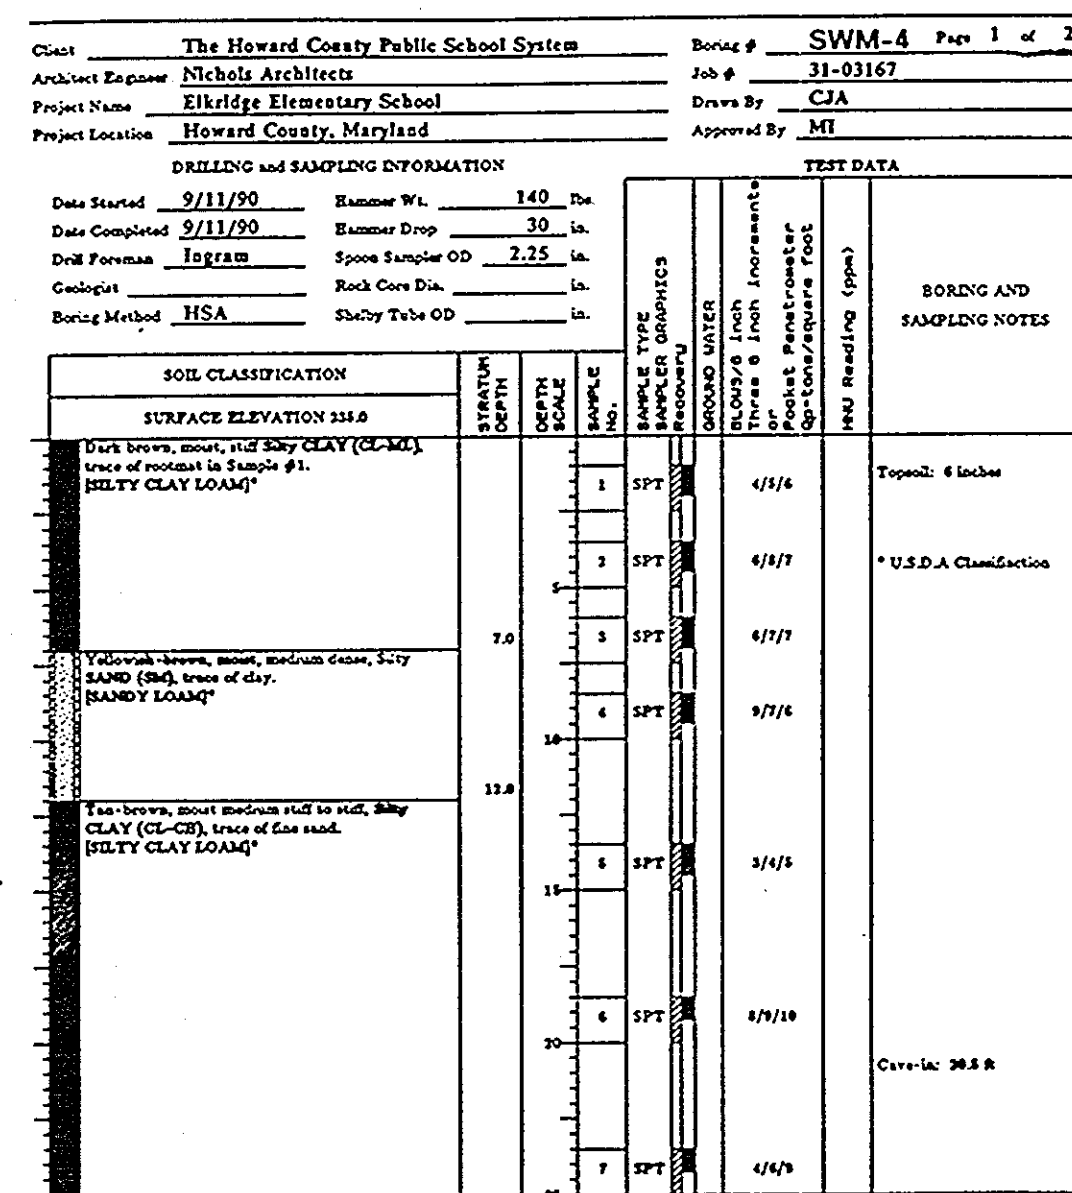 Client The Howard County Public School System Boring # SWM-4 Page 1 of 2
Architect Engineer Nichols Architects Job # 31-03167
Project Name Elkridge Elementary School Drawn By CJA
Project Location Howard County, Maryland Approved By MI
DRILLING and SAMPLING INFORMATION TEST DATA
Date Started 9/11/90 Hammer Wt. 140 lbs.
Date Completed 9/11/90 Hammer Drop 30 in.
Drill Foreman Ingram Spoon Sampler OD 2.25 in.
Geologist Rock Core Dia. in.
Boring Method HSA Shelby Tube OD in.
SOIL CLASSIFICATION
SURFACE ELEVATION
STRATUM DEPTH
DEPTH SCALE
SAMPLE No.
SAMPLE TYPE
SAMPLER GRAPHICS
Recovery
GROUND WATER
BLOWS/6 Inch
Three 6 Inch Increments
or
Pocket Penetrometer
Qp-tons/square foot
HNU Reading (ppm)
BORING AND
SAMPLING NOTES
Dark brown, moist, stiff Silty CLAY (CL-ML),
trace of rootmat in Sample #1.
[SILTY CLAY LOAM]*
1 SPT 4/5/6 Topsoil: 6 inches
2 SPT * U.S.D.A Classification
5
7.0 3 SPT
Yellowish-brown, moist, medium dense, Silty
SAND (SM), trace of clay.
[SANDY LOAM]*
4 SPT 9/7/6
10
12.0
Tan-brown, moist medium stiff to stiff, Silty
CLAY (CL-CH), trace of fine sand.
[SILTY CLAY LOAM]*
5 SPT 3/4/5
15
6 SPT 8/9/10
20
Cave-in: ft
7 SPT